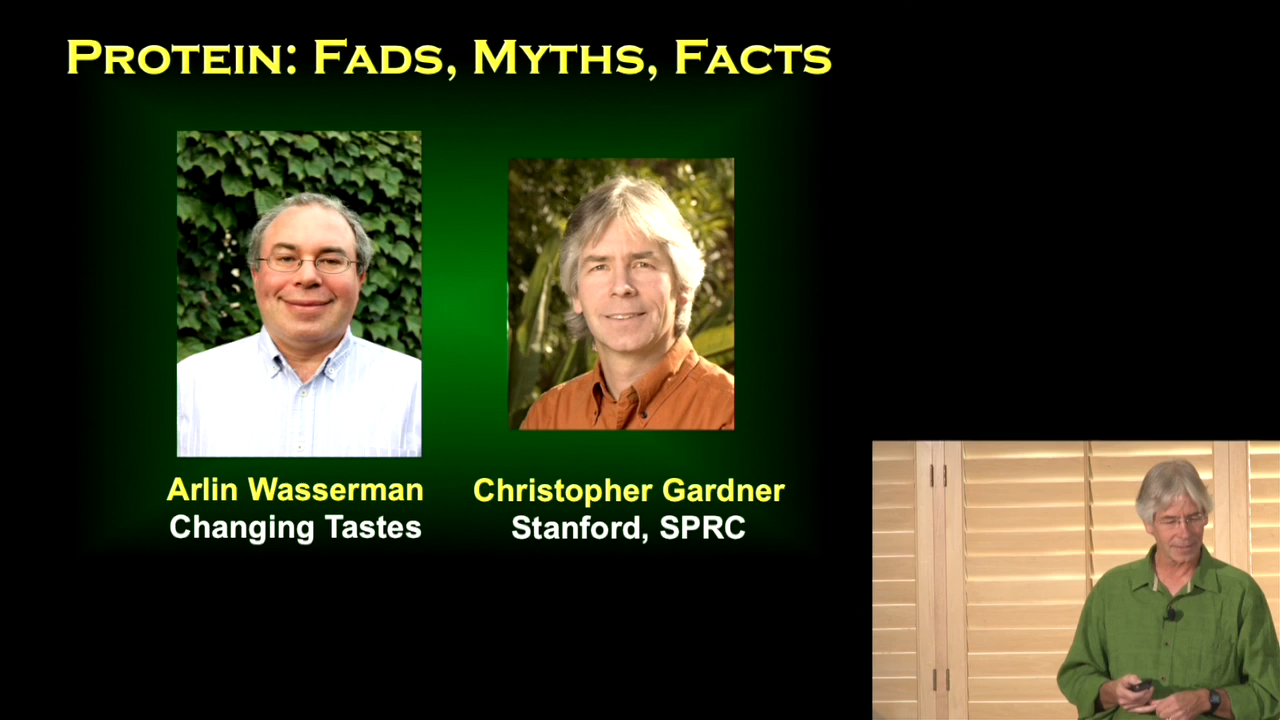 PROTEIN: FADS, MYTHS, FACTS
Arlin Wasserman
Changing Tastes
Christopher Gardner
Stanford, SPRC